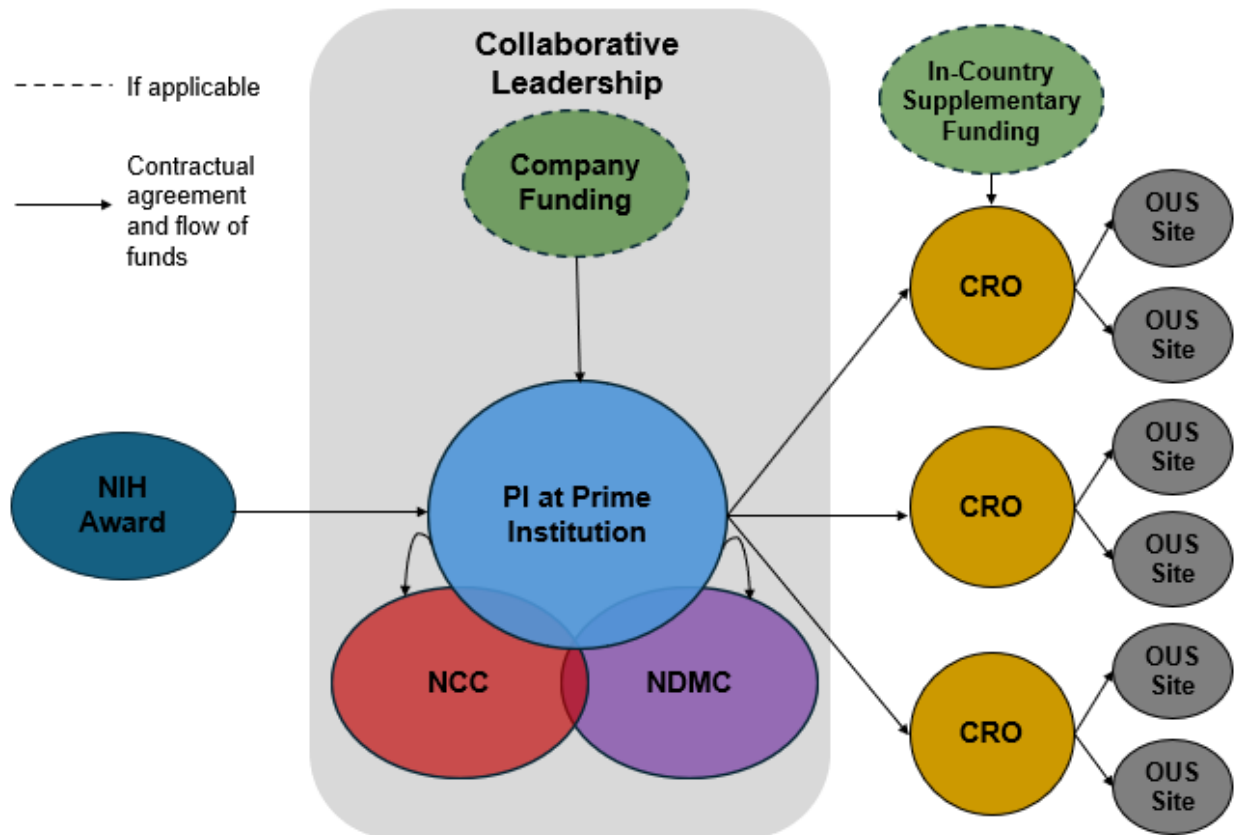 Collaborative
Leadership
If applicable
Contractual
agreement
and flow of
funds
Company
Funding
In-Country
Supplementary
Funding
NIH
Award
PI at Prime
Institution
NCC
NDMC
CRO
OUS
Site
OUS
Site
CRO
OUS
Site
OUS
Site
CRO
OUS
Site
OUS
Site